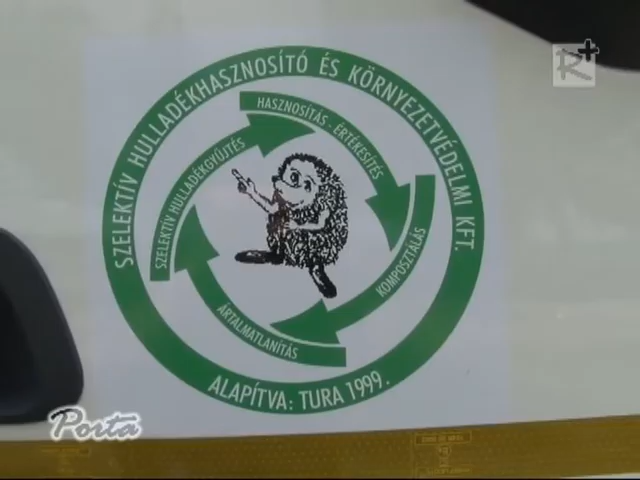 R+
SZELEKTÍV HULLADÉKHASZNOSÍTÓ ÉS KÖRNYEZETVÉDELMI KFT.
HASZNOSÍTÁS - ÉRTÉKESÍTÉS
SZELEKTÍV HULLADÉKGYŰJTÉS
KOMPOSZTÁLÁS
ÁRTALMATLANÍTÁS
ALAPÍTVA: TURA 1999.
Porta